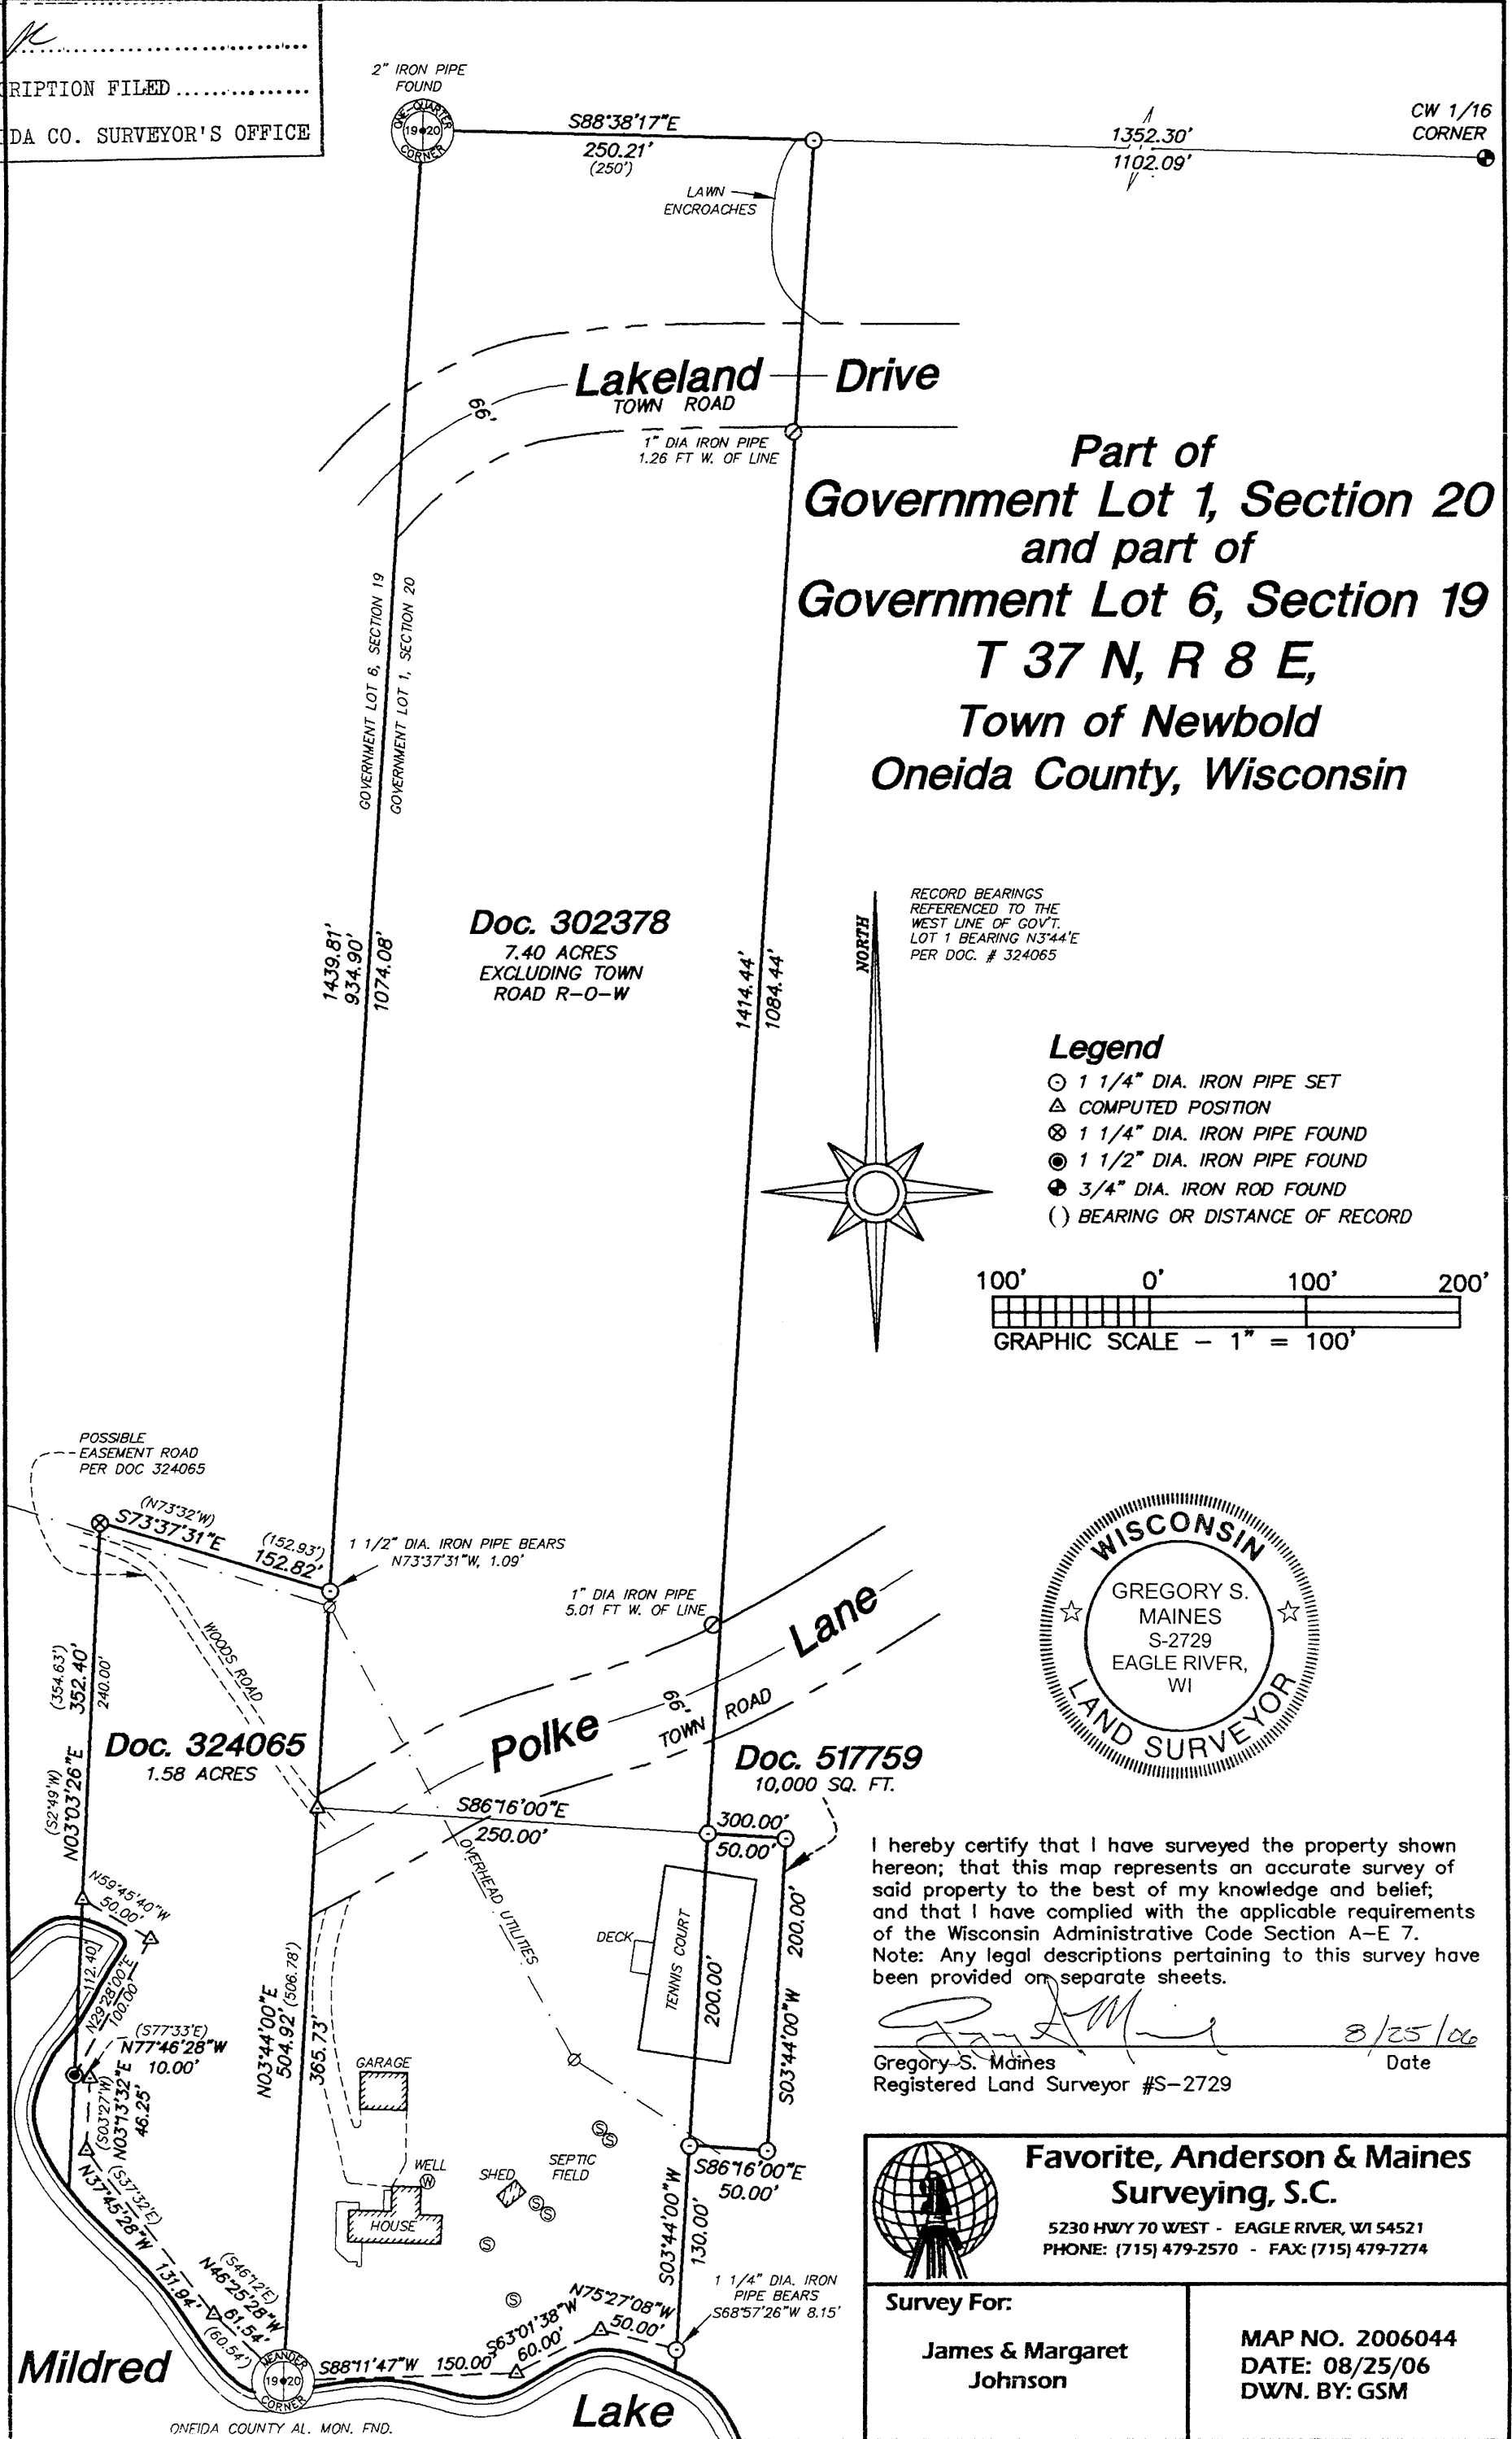 RIPTION FILED
DA CO. SURVEYOR'S OFFICE
2" IRON PIPE
FOUND
ONE-QUARTER
19 20
CORNER
S88°38'17"E
250.21'
(250')
1352.30'
1102.09'
CW 1/16
CORNER
LAWN
ENCROACHES
Lakeland Drive
TOWN ROAD
66'
1" DIA IRON PIPE
1.26 FT W. OF LINE
Part of
Government Lot 1, Section 20
and part of
Government Lot 6, Section 19
T 37 N, R 8 E,
Town of Newbold
Oneida County, Wisconsin
GOVERNMENT LOT 6, SECTION 19
GOVERNMENT LOT 1, SECTION 20
Doc. 302378
7.40 ACRES
EXCLUDING TOWN
ROAD R-O-W
1439.81'
934.90'
1074.08'
1414.44'
1084.44'
NORTH
RECORD BEARINGS
REFERENCED TO THE
WEST LINE OF GOV'T.
LOT 1 BEARING N3°44'E
PER DOC. # 324065
Legend
1 1/4" DIA. IRON PIPE SET
COMPUTED POSITION
1 1/4" DIA. IRON PIPE FOUND
1 1/2" DIA. IRON PIPE FOUND
3/4" DIA. IRON ROD FOUND
( ) BEARING OR DISTANCE OF RECORD
100' 0' 100' 200'
GRAPHIC SCALE - 1" = 100'
POSSIBLE
EASEMENT ROAD
PER DOC 324065
(N73°32'W)
S73°37'31"E
(152.93')
152.82'
1 1/2" DIA. IRON PIPE BEARS
N73°37'31"W, 1.09'
1" DIA IRON PIPE
5.01 FT W. OF LINE
WOODS ROAD
(354.63')
352.40'
240.00'
(S2°49'W)
N03°03'26"E
Doc. 324065
1.58 ACRES
Polke Lane
66'
TOWN ROAD
Doc. 517759
10,000 SQ. FT.
S86°16'00"E
250.00'
300.00'
50.00'
OVERHEAD UTILITIES
DECK
TENNIS COURT
200.00'
200.00'
S03°44'00"W
N59°45'40"W
50.00'
112.40'
N29°28'00"E
100.00'
(S77°33'E)
N77°46'28"W
10.00'
(S03°27'W)
N03°13'32"E
46.25'
(S37°32'E)
N37°45'28"W
131.84'
(S46°12'E)
N46°25'28"W
61.54'
(60.54')
N03°44'00"E
504.92' (506.78')
365.73'
GARAGE
WELL
W
HOUSE
SHED
SEPTIC
FIELD
S
S
S
S
S
S
S86°16'00"E
50.00'
S03°44'00"W
130.00'
1 1/4" DIA. IRON
PIPE BEARS
S68°57'26"W 8.15'
N75°27'08"W
50.00'
S63°01'38"W
60.00'
S88°11'47"W 150.00'
MEANDER
19 20
CORNER
Mildred
Lake
ONEIDA COUNTY AL. MON. FND.
WISCONSIN
GREGORY S.
MAINES
S-2729
EAGLE RIVER,
WI
LAND SURVEYOR
I hereby certify that I have surveyed the property shown
hereon; that this map represents an accurate survey of
said property to the best of my knowledge and belief;
and that I have complied with the applicable requirements
of the Wisconsin Administrative Code Section A-E 7.
Note: Any legal descriptions pertaining to this survey have
been provided on separate sheets.
8/25/06
Gregory S. Maines Date
Registered Land Surveyor #S-2729
Favorite, Anderson & Maines
Surveying, S.C.
5230 HWY 70 WEST - EAGLE RIVER, WI 54521
PHONE: (715) 479-2570 - FAX: (715) 479-7274
Survey For:
James & Margaret
Johnson
MAP NO. 2006044
DATE: 08/25/06
DWN. BY: GSM